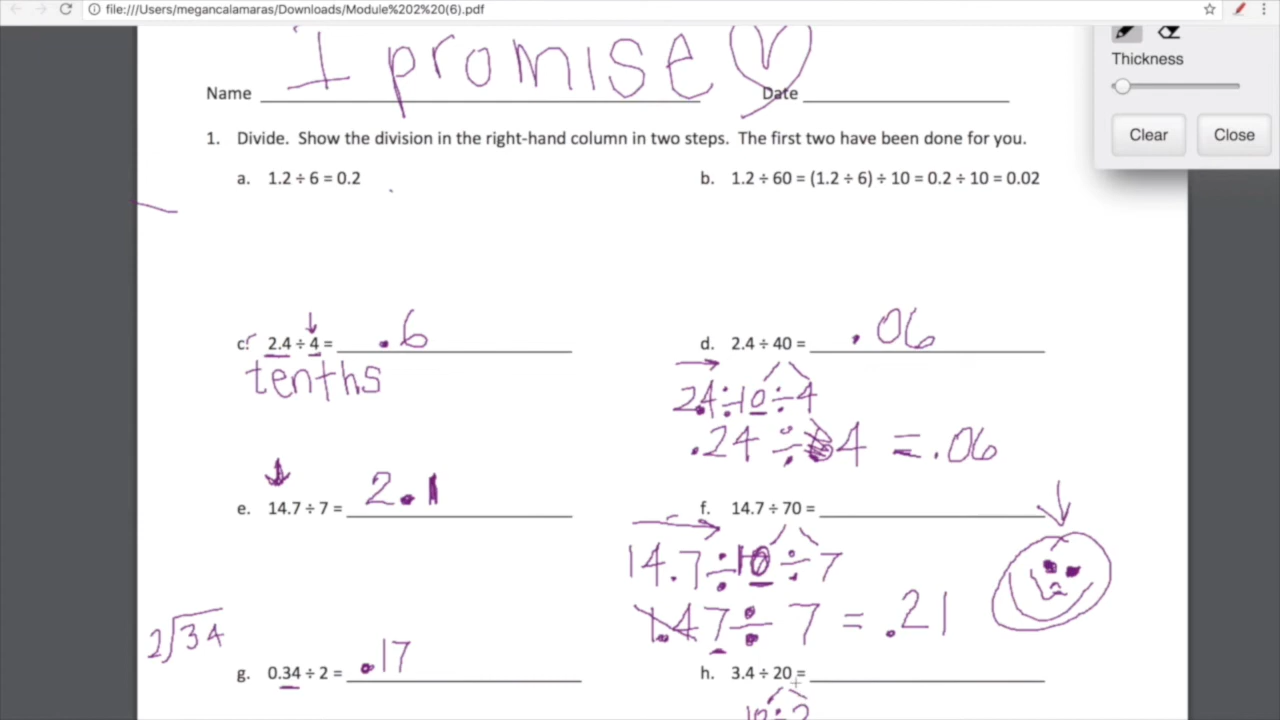 file:///Users/megancalamaras/Downloads/Module%202%20(6).pdf
Thickness
Clear Close
I promise
Name Date
1. Divide. Show the division in the right-hand column in two steps. The first two have been done for you.
a. 1.2 ÷ 6 = 0.2
b. 1.2 ÷ 60 = (1.2 ÷ 6) ÷ 10 = 0.2 ÷ 10 = 0.02
c. 2.4 ÷ 4 = .6
tenths
d. 2.4 ÷ 40 = .06
2.4 ÷ 10 ÷ 4
.24 ÷ 4 = .06
e. 14.7 ÷ 7 = 2.1
f. 14.7 ÷ 70 =
14.7 ÷ 10 ÷ 7
1.47 ÷ 7 = .21
2 34
g. 0.34 ÷ 2 = .17
h. 3.4 ÷ 20 =
10 ÷ 2